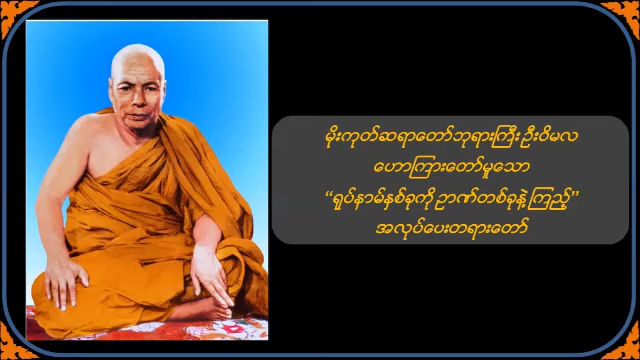 မိုးကုတ်ဆရာတော်ဘုရားကြီး ဦးဝိမလ
ဟောကြားတော်မူသော
“ရုပ်နာမ်နှစ်ခုကို ဉာဏ်တစ်ခုနဲ့ ကြည့်”
အလုပ်ပေးတရားတော်